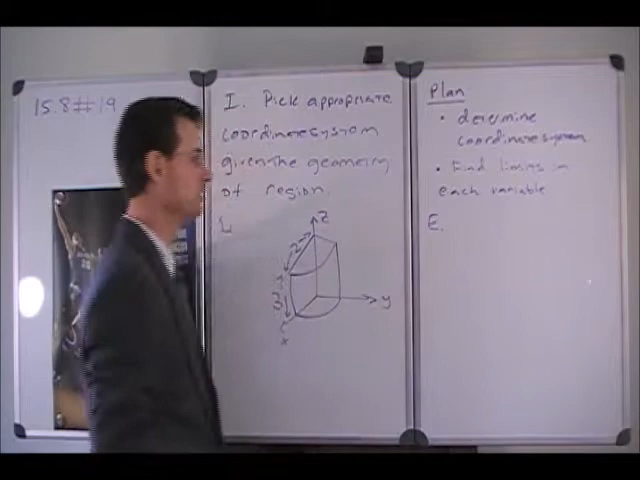 15.8#19
I. Pick appropriate
coordinate system
given the geometry
of region.
L
z
2
3
y
x
Plan
• determine
coordinate system
• Find limits in
each variable
E.